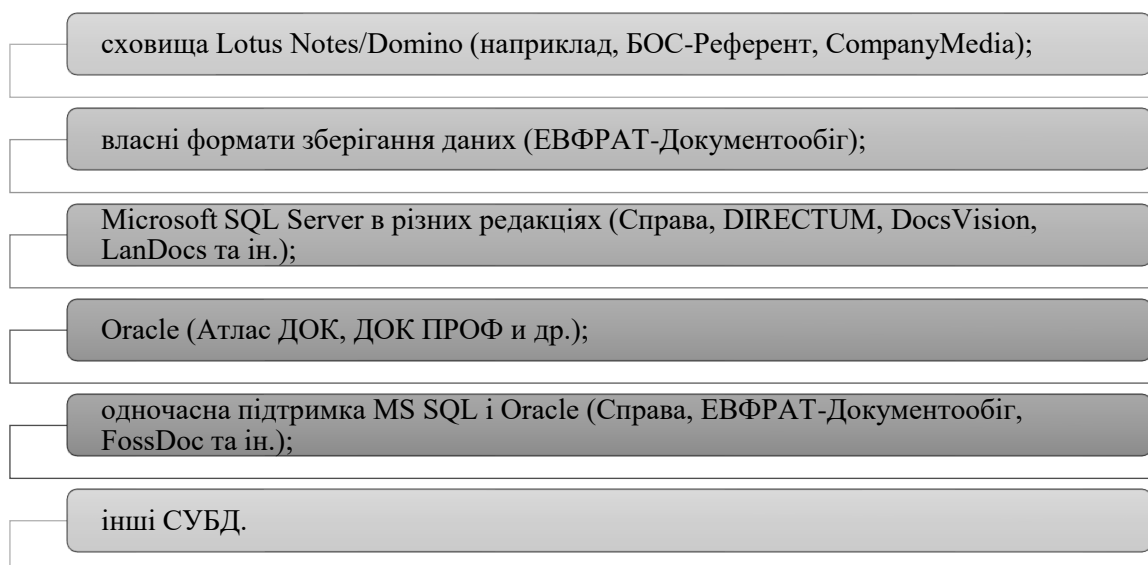 сховища Lotus Notes/Domino (наприклад, БОС-Референт, CompanyMedia);
власні формати зберігання даних (ЕВФРАТ-Документообіг);
Microsoft SQL Server в різних редакціях (Справа, DIRECTUM, DocsVision,
LanDocs та ін.);
Oracle (Атлас ДОК, ДОК ПРОФ и др.);
одночасна підтримка MS SQL і Oracle (Справа, ЕВФРАТ-Документообіг,
FossDoc та ін.);
інші СУБД.